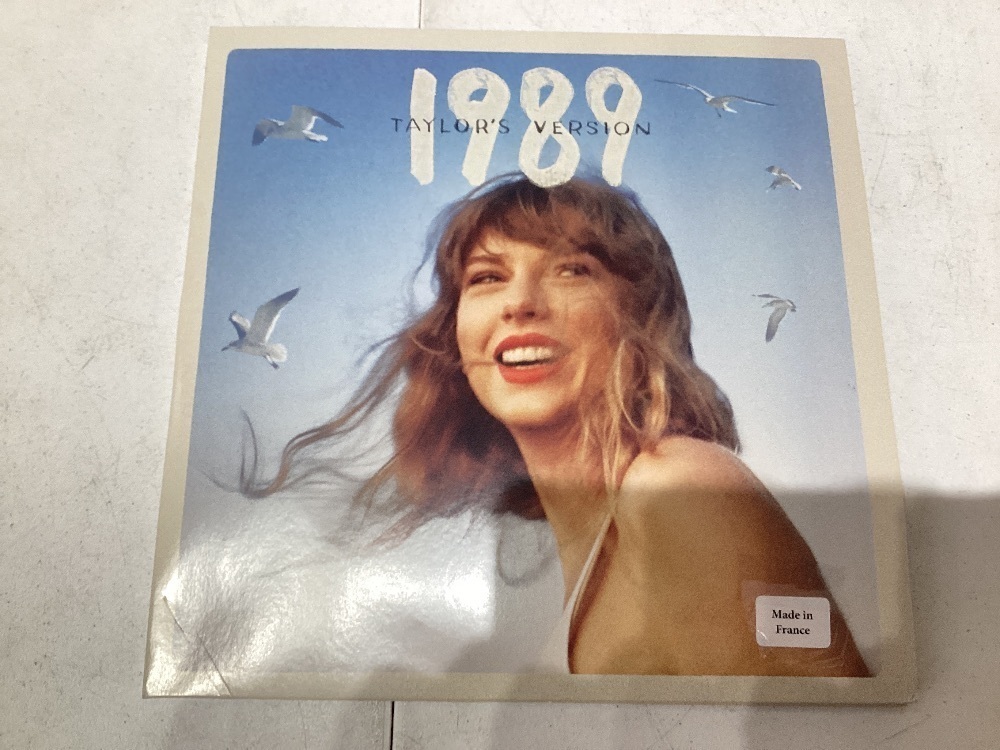 1989
TAYLOR'S VERSION
Made in
France